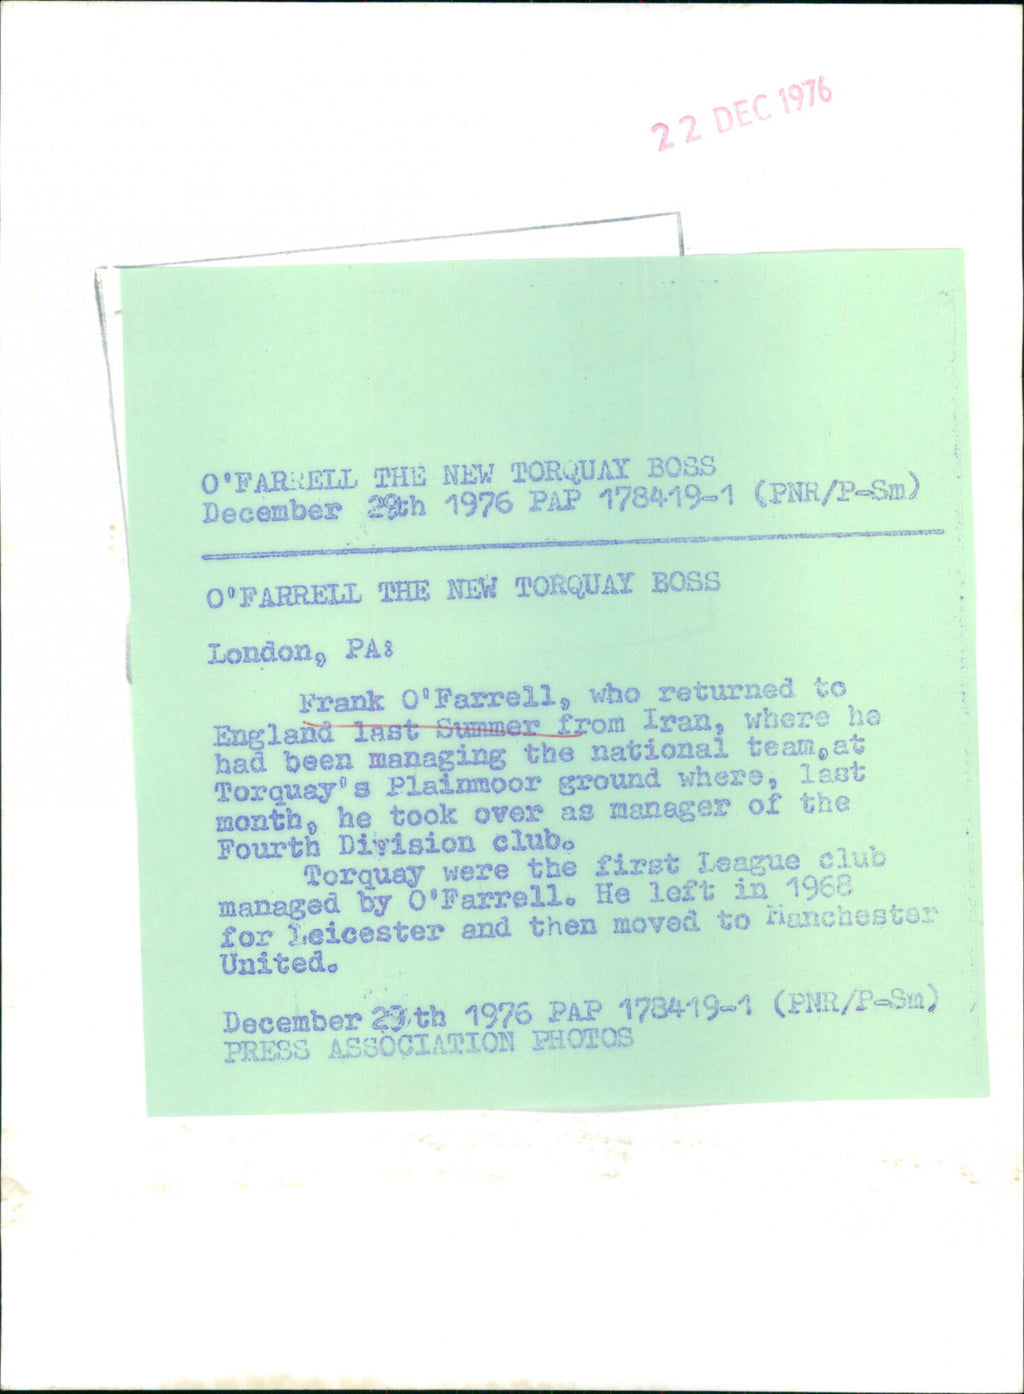 22 DEC 1976
O'FARRELL THE NEW TORQUAY BOSS
December 29th 1976 PAP 178419-1 (PNR/P-Sm)
O'FARRELL THE NEW TORQUAY BOSS
London, PA:
Frank O'Farrell, who returned to
England last Summer from Iran, where he
had been managing the national team, at
Torquay's Plainmoor ground where, last
month, he took over as manager of the
Fourth Division club.
Torquay were the first League club
managed by O'Farrell. He left in 1968
for Leicester and then moved to Manchester
United.
December 29th 1976 PAP 178419-1 (PNR/P-Sm)
PRESS ASSOCIATION PHOTOS